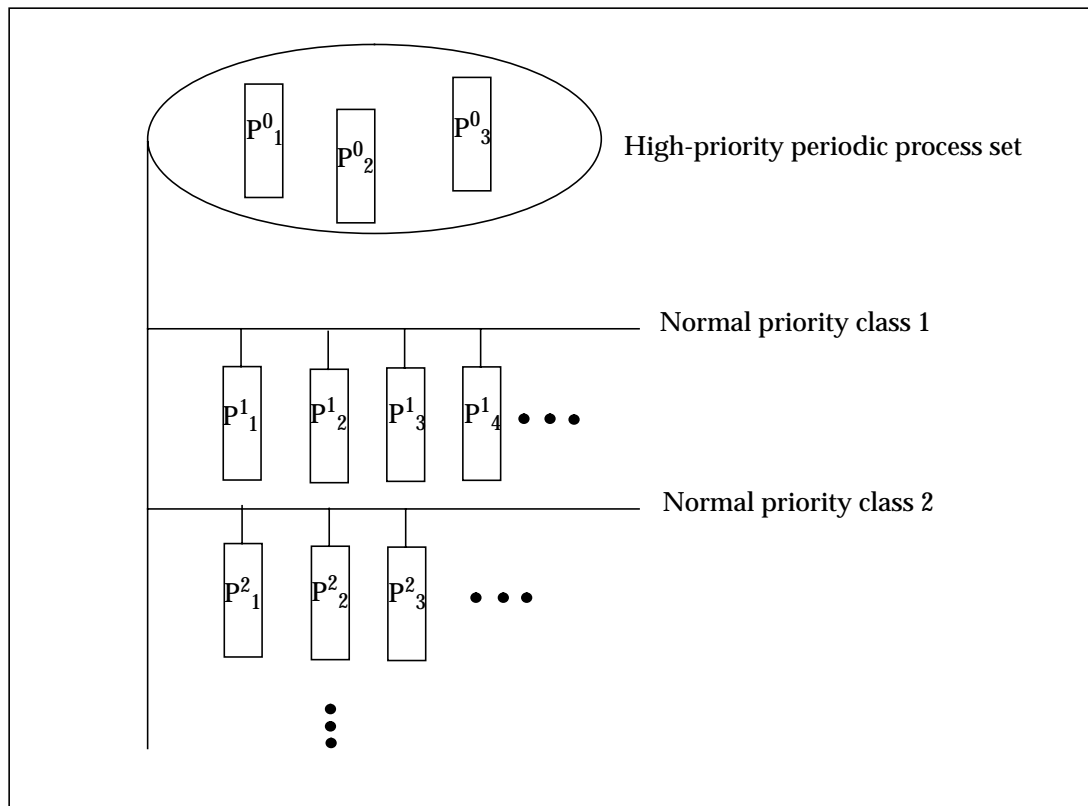 P⁰₁
P⁰₂
P⁰₃
High-priority periodic process set
Normal priority class 1
P¹₁
P¹₂
P¹₃
P¹₄
Normal priority class 2
P²₁
P²₂
P²₃